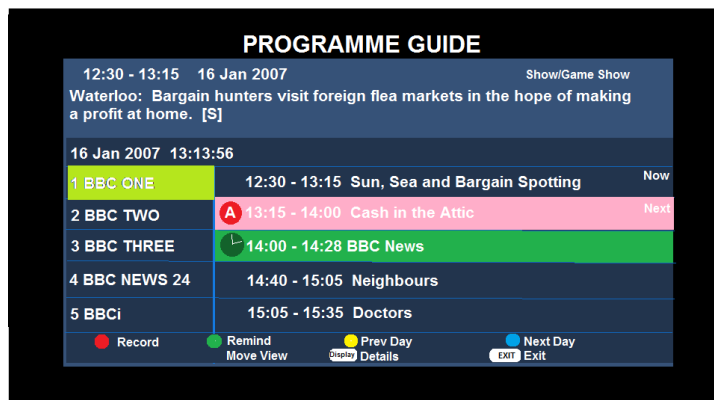 PROGRAMME GUIDE
12:30 - 13:15 16 Jan 2007 Show/Game Show
Waterloo: Bargain hunters visit foreign flea markets in the hope of making
a profit at home. [S]
16 Jan 2007 13:13:56
1 BBC ONE 12:30 - 13:15 Sun, Sea and Bargain Spotting Now
2 BBC TWO A 13:15 - 14:00 Cash in the Attic Next
3 BBC THREE 14:00 - 14:28 BBC News
4 BBC NEWS 24 14:40 - 15:05 Neighbours
5 BBCi 15:05 - 15:35 Doctors
Record Remind Prev Day Next Day
Move View Display Details EXIT Exit